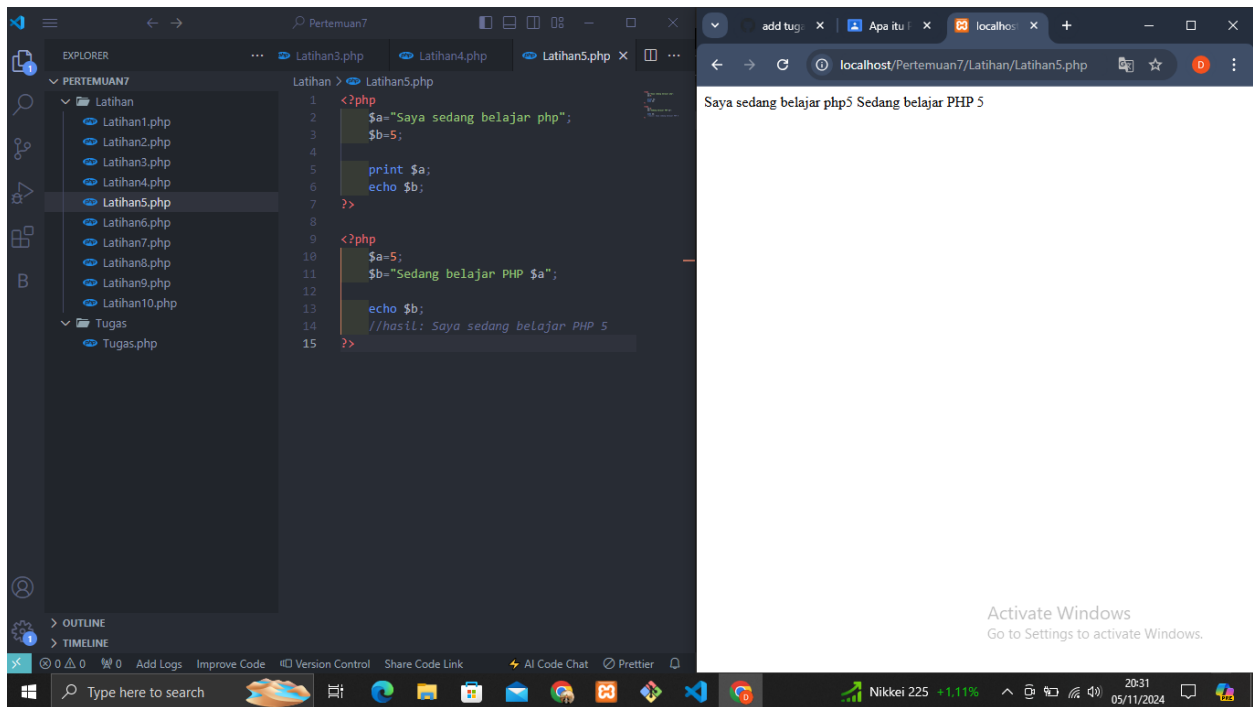 Pertemuan7
EXPLORER
PERTEMUAN7
Latihan
Latihan1.php
Latihan2.php
Latihan3.php
Latihan4.php
Latihan5.php
Latihan6.php
Latihan7.php
Latihan8.php
Latihan9.php
Latihan10.php
Tugas
Tugas.php
OUTLINE
TIMELINE
Latihan3.php Latihan4.php Latihan5.php
Latihan > Latihan5.php
1 <?php
2 $a="Saya sedang belajar php";
3 $b=5;
4
5 print $a;
6 echo $b;
7 ?>
8
9 <?php
10 $a=5;
11 $b="Sedang belajar PHP $a";
12
13 echo $b;
14 //hasil: Saya sedang belajar PHP 5
15 ?>
0 0 0 Add Logs Improve Code Version Control Share Code Link AI Code Chat Prettier
add tuga Apa itu localhos
localhost/Pertemuan7/Latihan/Latihan5.php D
Saya sedang belajar php5 Sedang belajar PHP 5
Activate Windows
Go to Settings to activate Windows.
Type here to search
Nikkei 225 +1,11%
20:31
05/11/2024